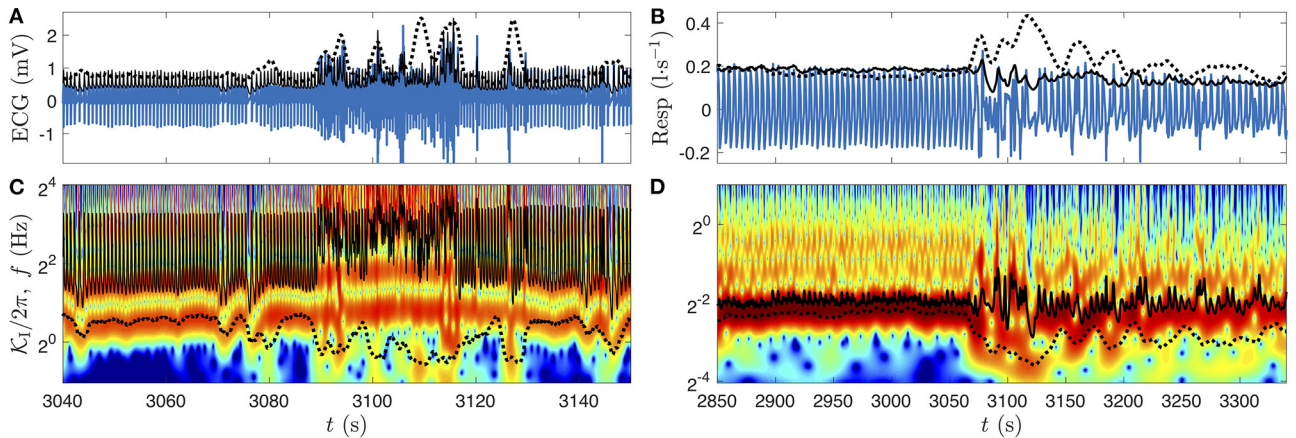 A
ECG (mV)
2
1
0
-1
B
Resp (l·s⁻¹)
0.4
0.2
0
-0.2
C
𝒦_I/2π, f (Hz)
2⁴
2²
2⁰
3040 3060 3080 3100 3120 3140
t (s)
D
2⁰
2⁻²
2⁻⁴
2850 2900 2950 3000 3050 3100 3150 3200 3250 3300
t (s)